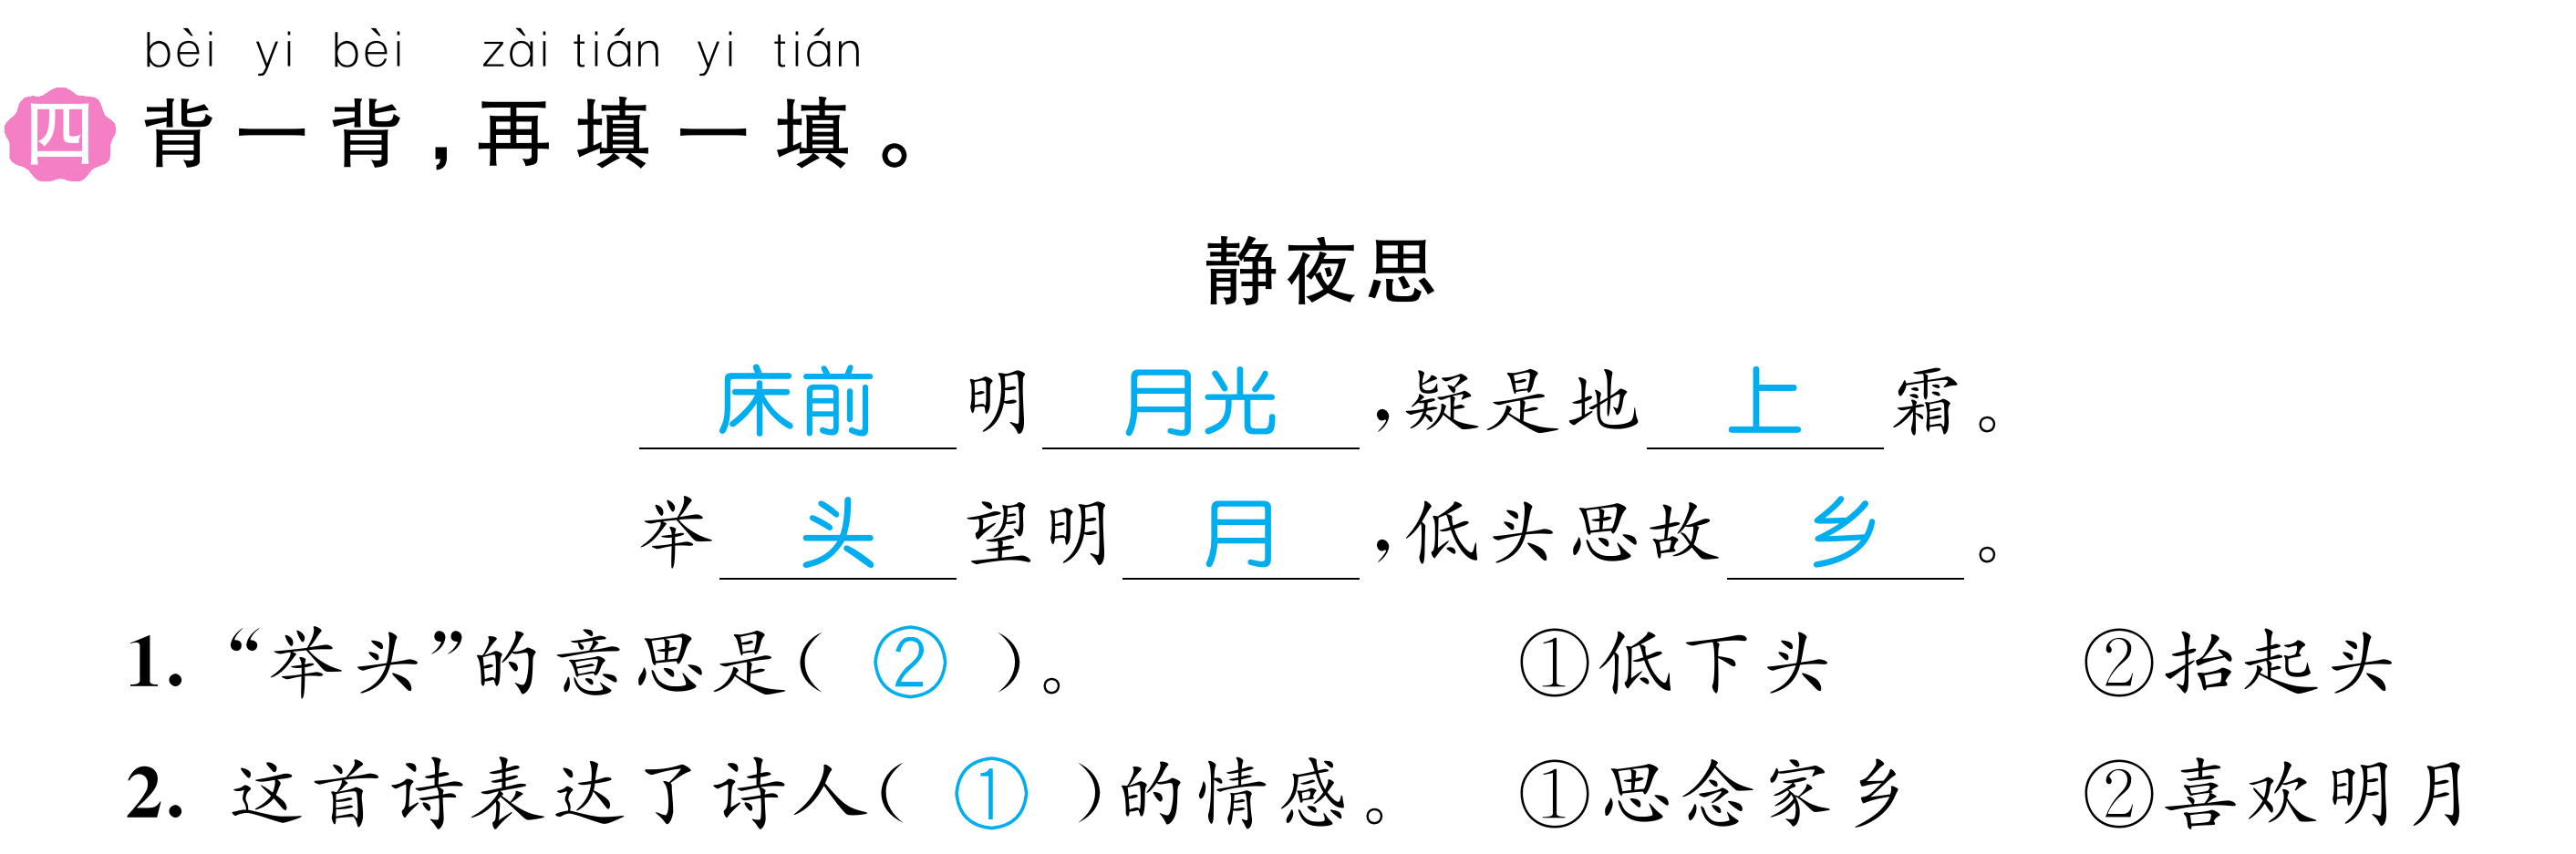 bèi yi bèi zài tián yi tián
四 背一背，再填一填。
静夜思
床前明月光，疑是地上霜。
举头望明月，低头思故乡。
1. “举头”的意思是( ② )。 ①低下头 ②抬起头
2. 这首诗表达了诗人( ① )的情感。 ①思念家乡 ②喜欢明月